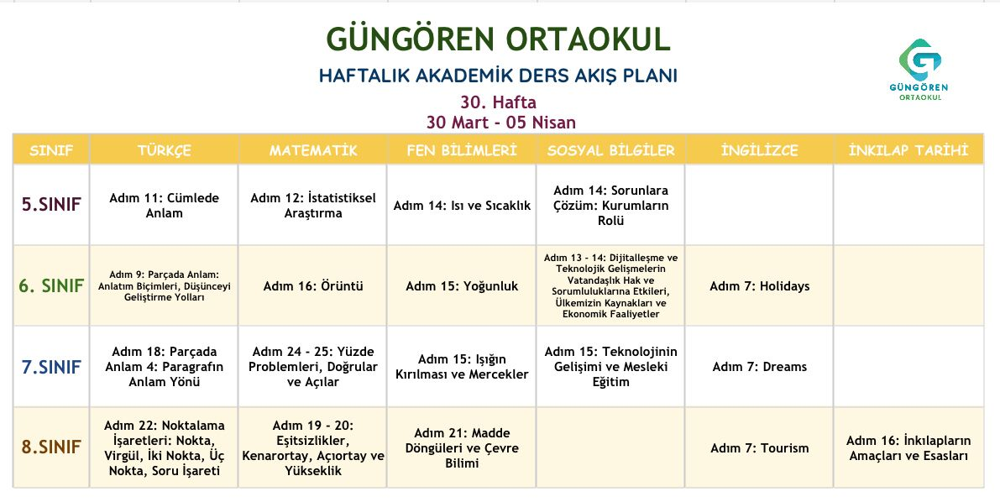 GÜNGÖREN ORTAOKUL
HAFTALIK AKADEMİK DERS AKIŞ PLANI
30. Hafta
30 Mart - 05 Nisan
GÜNGÖREN
ORTAOKUL
SINIF TÜRKÇE MATEMATİK FEN BİLİMLERİ SOSYAL BİLGİLER İNGİLİZCE İNKILAP TARİHİ
5.SINIF
Adım 11: Cümlede
Anlam
Adım 12: İstatistiksel
Araştırma
Adım 14: Isı ve Sıcaklık
Adım 14: Sorunlara
Çözüm: Kurumların
Rolü
6. SINIF
Adım 9: Parçada Anlam:
Anlatım Biçimleri, Düşünceyi
Geliştirme Yolları
Adım 16: Örüntü
Adım 15: Yoğunluk
Adım 13 - 14: Dijitalleşme ve
Teknolojik Gelişmelerin
Vatandaşlık Hak ve
Sorumluluklarına Etkileri,
Ülkemizin Kaynakları ve
Ekonomik Faaliyetler
Adım 7: Holidays
7.SINIF
Adım 18: Parçada
Anlam 4: Paragrafın
Anlam Yönü
Adım 24 - 25: Yüzde
Problemleri, Doğrular
ve Açılar
Adım 15: Işığın
Kırılması ve Mercekler
Adım 15: Teknolojinin
Gelişimi ve Mesleki
Eğitim
Adım 7: Dreams
8.SINIF
Adım 22: Noktalama
İşaretleri: Nokta,
Virgül, İki Nokta, Üç
Nokta, Soru İşareti
Adım 19 - 20:
Eşitsizlikler,
Kenarortay, Açıortay ve
Yükseklik
Adım 21: Madde
Döngüleri ve Çevre
Bilimi
Adım 7: Tourism
Adım 16: İnkılapların
Amaçları ve Esasları